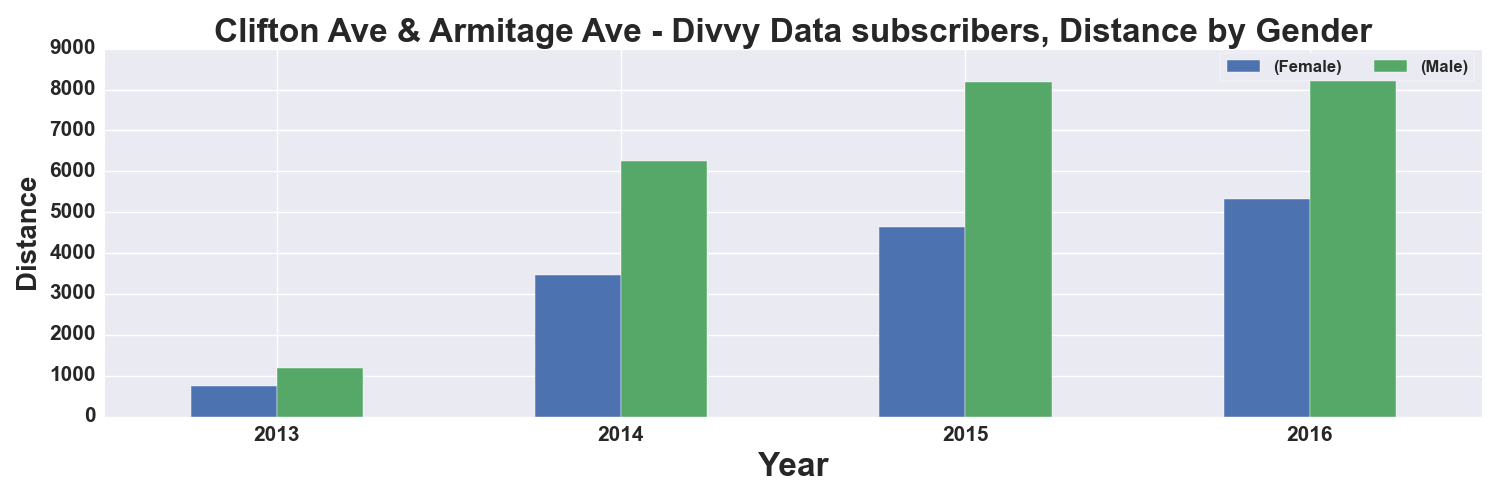 Clifton Ave & Armitage Ave - Divvy Data subscribers, Distance by Gender
(Female) (Male)
9000
8000
7000
6000
5000
4000
3000
2000
1000
0
Distance
2013 2014 2015 2016
Year